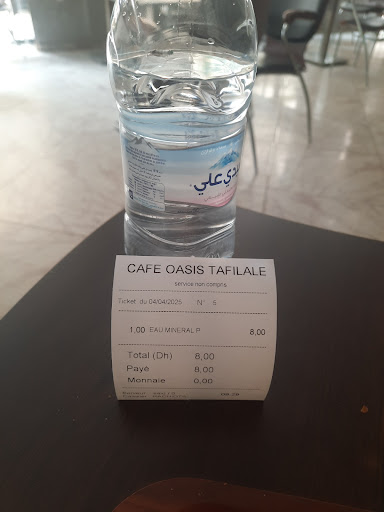 سيدي علي
CAFE OASIS TAFILALE
service non compris
Ticket du 04/04/2025 N° 5
1,00 EAU MINERAL P 8,00
Total (Dh) 8,00
Payé 8,00
Monnaie 0,00